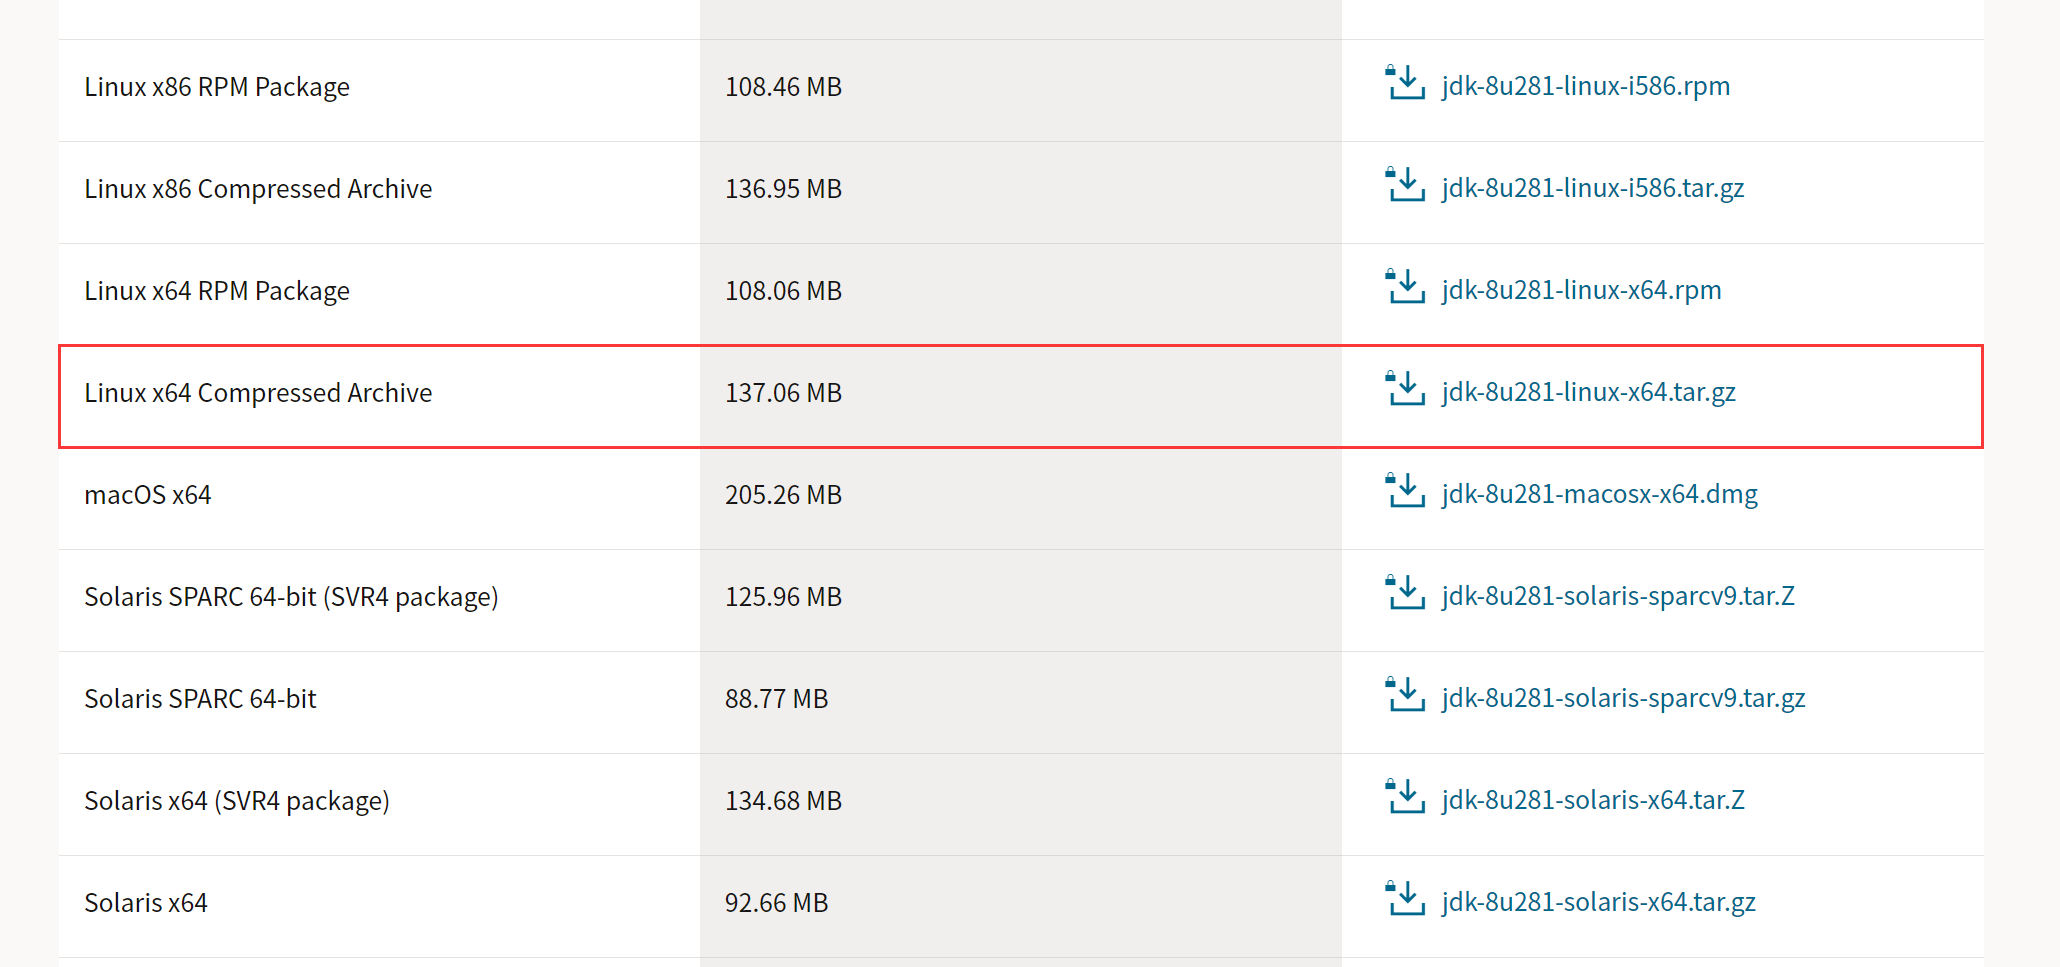 Linux x86 RPM Package 108.46 MB jdk-8u281-linux-i586.rpm
Linux x86 Compressed Archive 136.95 MB jdk-8u281-linux-i586.tar.gz
Linux x64 RPM Package 108.06 MB jdk-8u281-linux-x64.rpm
Linux x64 Compressed Archive 137.06 MB jdk-8u281-linux-x64.tar.gz
macOS x64 205.26 MB jdk-8u281-macosx-x64.dmg
Solaris SPARC 64-bit (SVR4 package) 125.96 MB jdk-8u281-solaris-sparcv9.tar.Z
Solaris SPARC 64-bit 88.77 MB jdk-8u281-solaris-sparcv9.tar.gz
Solaris x64 (SVR4 package) 134.68 MB jdk-8u281-solaris-x64.tar.Z
Solaris x64 92.66 MB jdk-8u281-solaris-x64.tar.gz